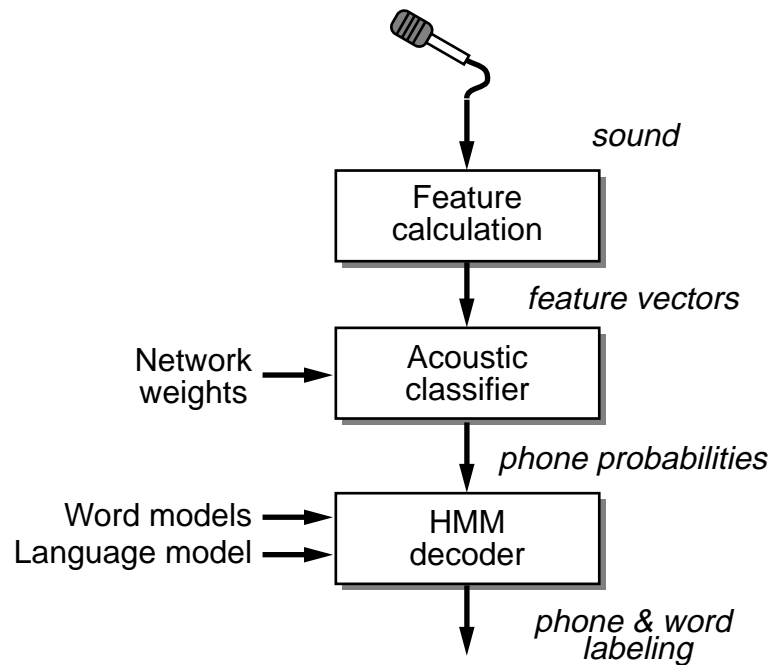 sound
Feature
calculation
feature vectors
Network
weights
Acoustic
classifier
phone probabilities
Word models
Language model
HMM
decoder
phone & word
labeling